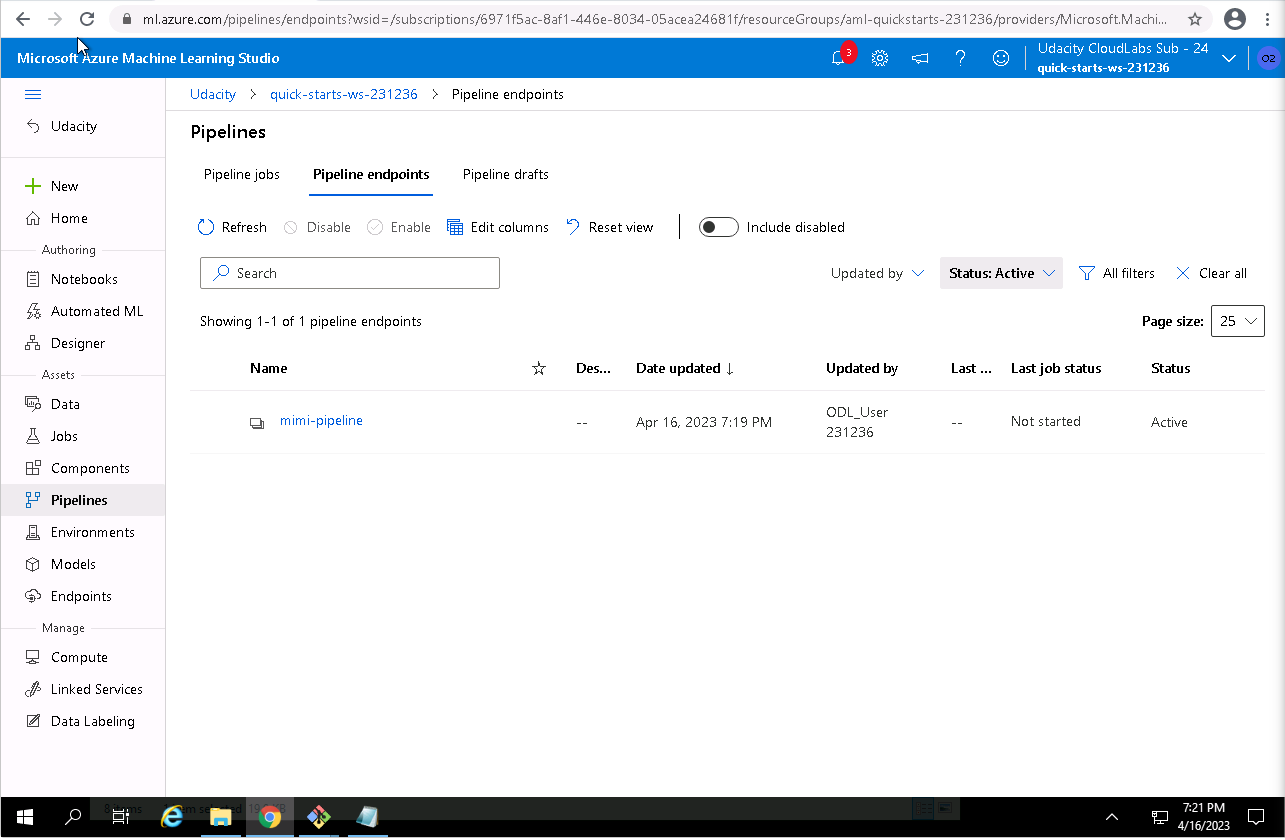 ml.azure.com/pipelines/endpoints?wsid=/subscriptions/6971f5ac-8af1-446e-8034-05acea24681f/resourceGroups/aml-quickstarts-231236/providers/Microsoft.Machi...
Microsoft Azure Machine Learning Studio
3
Udacity CloudLabs Sub - 24
quick-starts-ws-231236
O2
Udacity
Udacity > quick-starts-ws-231236 > Pipeline endpoints
Pipelines
Pipeline jobs Pipeline endpoints Pipeline drafts
New
Home
Authoring
Notebooks
Automated ML
Designer
Assets
Data
Jobs
Components
Pipelines
Environments
Models
Endpoints
Manage
Compute
Linked Services
Data Labeling
Refresh Disable Enable Edit columns Reset view Include disabled
Search
Updated by Status: Active All filters Clear all
Showing 1-1 of 1 pipeline endpoints
Page size: 25
Name Des... Date updated ↓ Updated by Last ... Last job status Status
mimi-pipeline -- Apr 16, 2023 7:19 PM ODL_User 231236 -- Not started Active
8 items
7:21 PM
4/16/2023